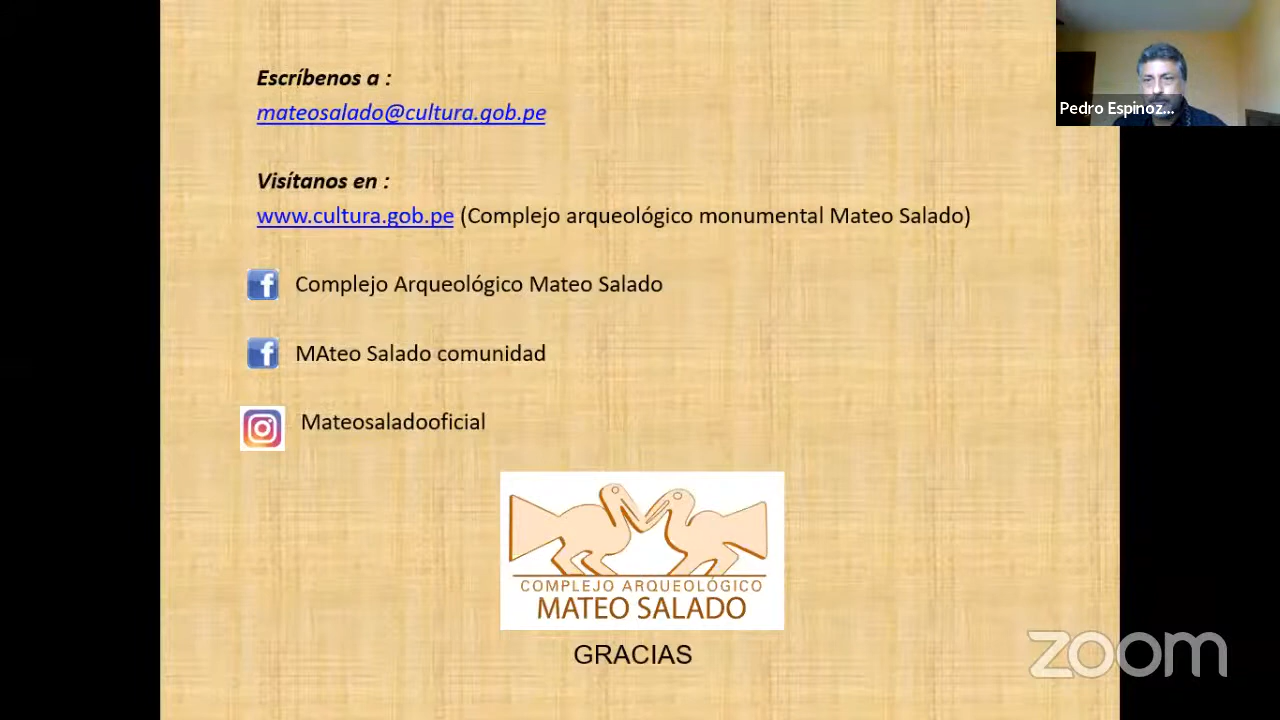 Escríbenos a :
mateosalado@cultura.gob.pe
Visítanos en :
www.cultura.gob.pe (Complejo arqueológico monumental Mateo Salado)
Complejo Arqueológico Mateo Salado
MAteo Salado comunidad
Mateosaladooficial
COMPLEJO ARQUEOLÓGICO
MATEO SALADO
GRACIAS
Pedro Espinoz...
zoom